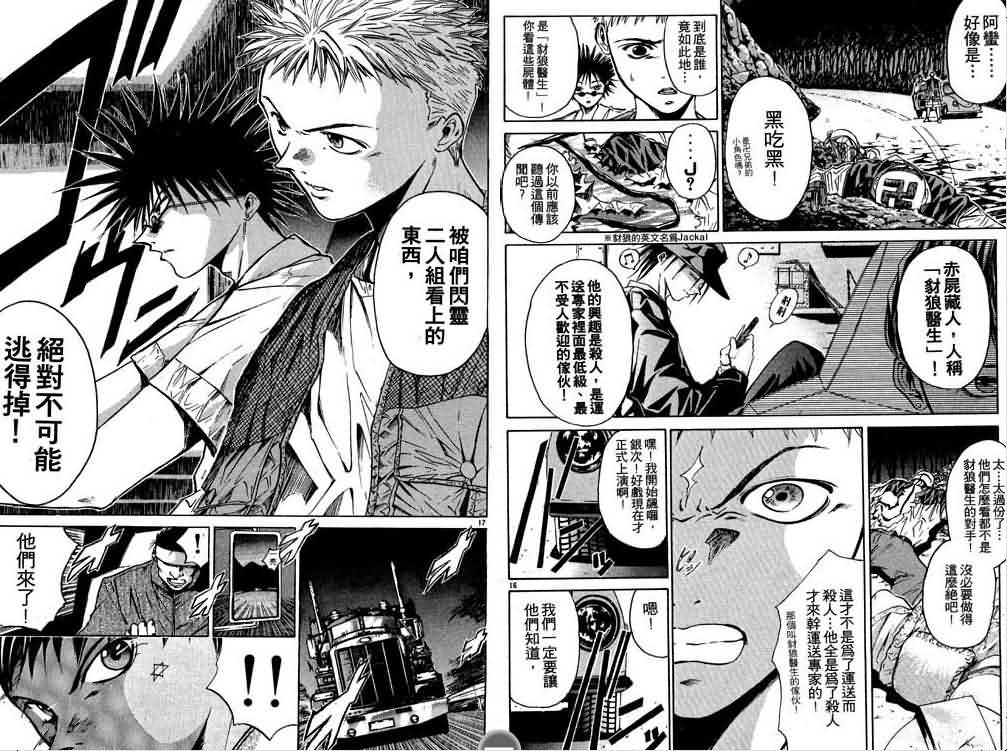 阿蠻……
好像是…
黑吃黑！
是卍兄弟的
小角色嗎？
卍
到底是誰，
竟如此地…
是「豺狼醫生」！
你看這些屍體！
…
…J？
你以前應該
聽過這個傳
聞吧？
※豺狼的英文名爲Jackal
赤屍藏人，人稱
「豺狼醫生」！
他的興趣是殺人，是運
送專家裡面最低級、最
不受人歡迎的傢伙！
太…太過份了…
他們怎麼看都不是
豺狼醫生的對手！
沒必要做得
這麼絕吧！
這才不是爲了運送而
殺人…他全是爲了殺人
才來幹運送專家的！
那個叫豺狼醫生的傢伙！
嘿！我開始飆囉，
銀次！好戲現在才
正式上演啊！
嗯！
我們一定要讓
他們知道，
16
被咱們閃靈
二人組看上的
東西，
絕對不可能
逃得掉！
17
！
他們來了！
！！